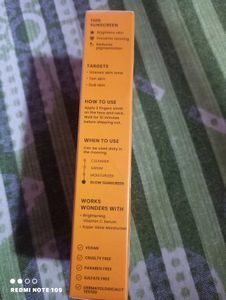 THIS
SUNSCREEN
Brightens skin
Prevents tanning
Reduces
pigmentation
TARGETS
• Uneven skin tone
• Tan skin
• Dull skin
HOW TO USE
Apply 2 fingers worth
on the face and neck.
Wait for 10 minutes
before stepping out.
WHEN TO USE
Can be used daily in
the morning.
CLEANSER
SERUM
MOISTURIZER
GLOW SUNSCREEN
WORKS
WONDERS WITH
• Brightening
Vitamin C Serum
• Super Glow Moisturizer
VEGAN
CRUELTY FREE
PARABEN FREE
SULFATE FREE
DERMATOLOGICALLY
TESTED
REDMI NOTE 10S